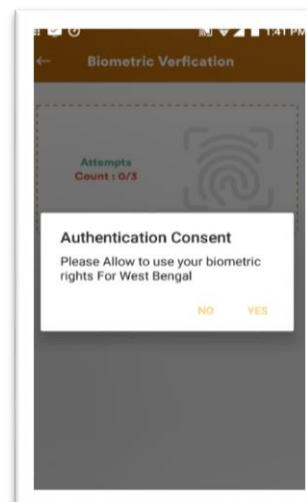 1:41 PM
← Biometric Verfication
Attempts
Count : 0/3
Authentication Consent
Please Allow to use your biometric
rights For West Bengal
NO YES